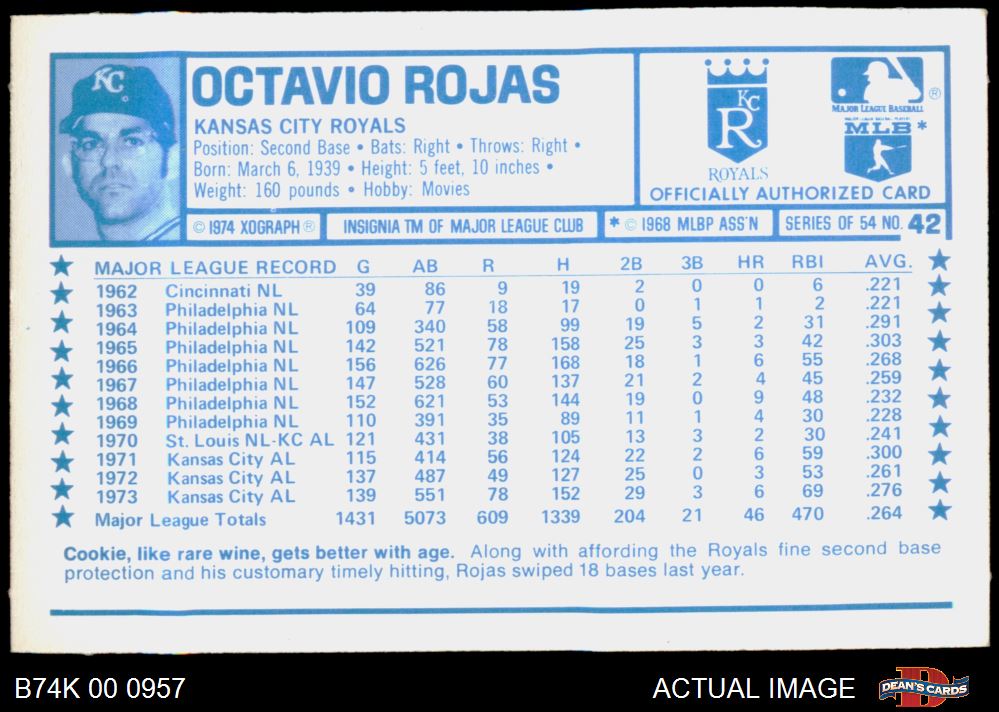 KC
OCTAVIO ROJAS
KANSAS CITY ROYALS
Position: Second Base • Bats: Right • Throws: Right •
Born: March 6, 1939 • Height: 5 feet, 10 inches •
Weight: 160 pounds • Hobby: Movies
KC
R
ROYALS
®
MAJOR LEAGUE BASEBALL
MLB *
OFFICIALLY AUTHORIZED CARD
© 1974 XOGRAPH ®
INSIGNIA TM OF MAJOR LEAGUE CLUB
* © 1968 MLBP ASS'N
SERIES OF 54 NO. 42
MAJOR LEAGUE RECORD G AB R H 2B 3B HR RBI AVG.
1962 Cincinnati NL 39 86 9 19 2 0 0 6 .221
1963 Philadelphia NL 64 77 18 17 0 1 1 2 .221
1964 Philadelphia NL 109 340 58 99 19 5 2 31 .291
1965 Philadelphia NL 142 521 78 158 25 3 3 42 .303
1966 Philadelphia NL 156 626 77 168 18 1 6 55 .268
1967 Philadelphia NL 147 528 60 137 21 2 4 45 .259
1968 Philadelphia NL 152 621 53 144 19 0 9 48 .232
1969 Philadelphia NL 110 391 35 89 11 1 4 30 .228
1970 St. Louis NL-KC AL 121 431 38 105 13 3 2 30 .241
1971 Kansas City AL 115 414 56 124 22 2 6 59 .300
1972 Kansas City AL 137 487 49 127 25 0 3 53 .261
1973 Kansas City AL 139 551 78 152 29 3 6 69 .276
Major League Totals 1431 5073 609 1339 204 21 46 470 .264
Cookie, like rare wine, gets better with age. Along with affording the Royals fine second base
protection and his customary timely hitting, Rojas swiped 18 bases last year.
B74K 00 0957
ACTUAL IMAGE
DEAN'S CARDS